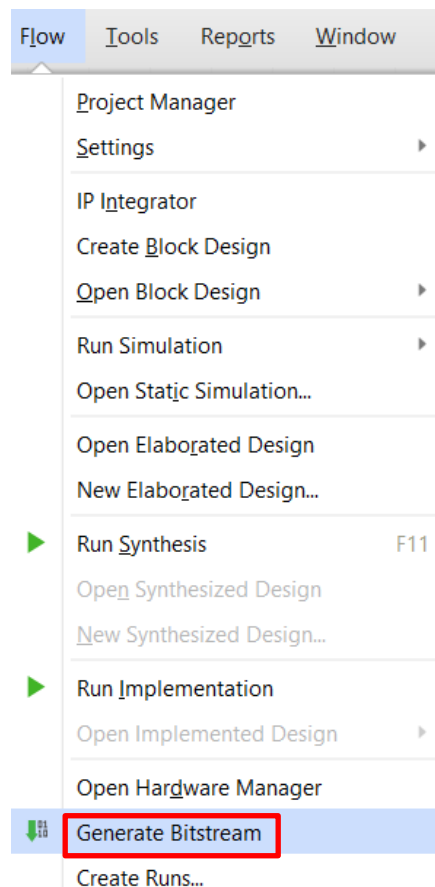 Flow Tools Reports Window
Project Manager
Settings
IP Integrator
Create Block Design
Open Block Design
Run Simulation
Open Static Simulation...
Open Elaborated Design
New Elaborated Design...
Run Synthesis F11
Open Synthesized Design
New Synthesized Design...
Run Implementation
Open Implemented Design
Open Hardware Manager
Generate Bitstream
Create Runs...